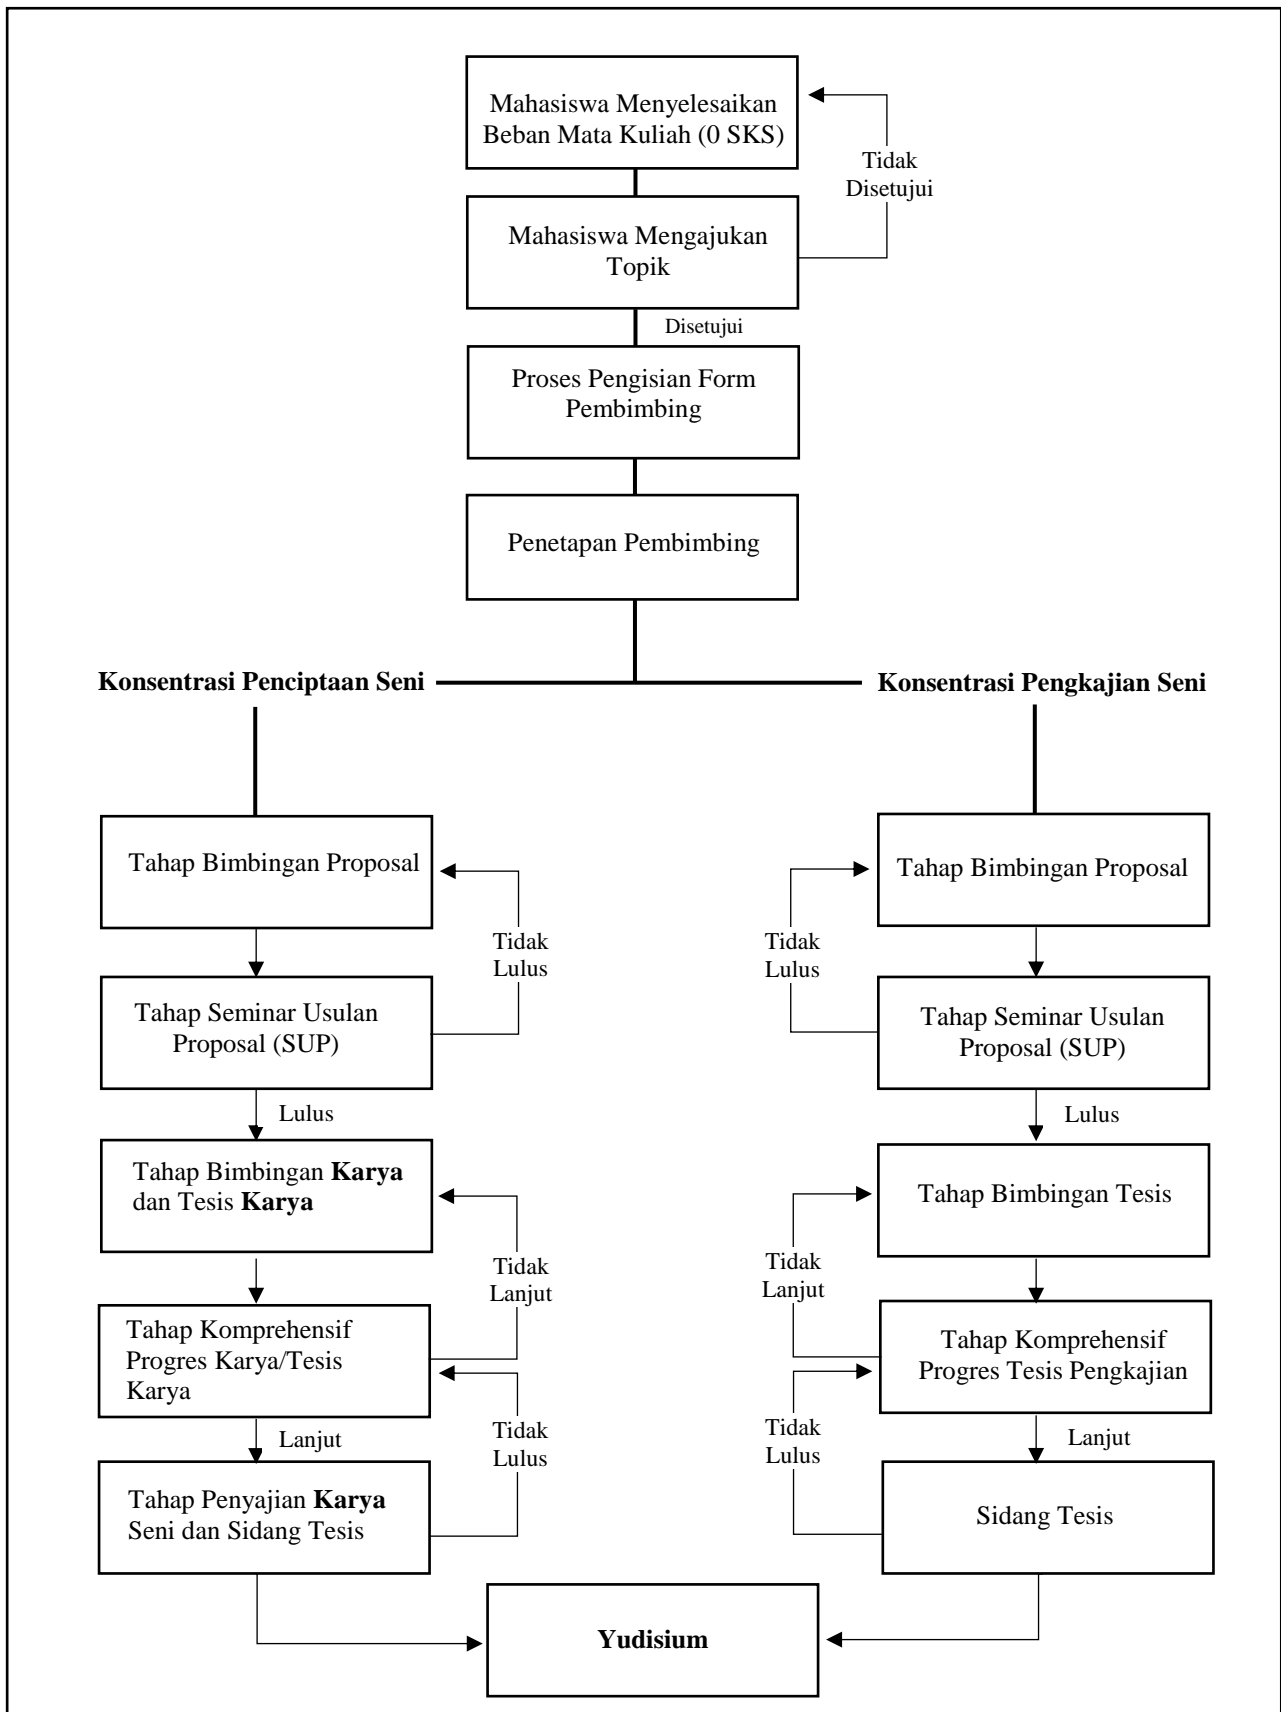 Mahasiswa Menyelesaikan
Beban Mata Kuliah (0 SKS)
Tidak
Disetujui
Mahasiswa Mengajukan
Topik
Disetujui
Proses Pengisian Form
Pembimbing
Penetapan Pembimbing
Konsentrasi Penciptaan Seni
Konsentrasi Pengkajian Seni
Tahap Bimbingan Proposal
Tidak
Lulus
Tahap Seminar Usulan
Proposal (SUP)
Lulus
Tahap Bimbingan Karya
dan Tesis Karya
Tidak
Lanjut
Tahap Komprehensif
Progres Karya/Tesis
Karya
Tidak
Lulus
Lanjut
Tahap Penyajian Karya
Seni dan Sidang Tesis
Tahap Bimbingan Proposal
Tidak
Lulus
Tahap Seminar Usulan
Proposal (SUP)
Lulus
Tahap Bimbingan Tesis
Tidak
Lanjut
Tahap Komprehensif
Progres Tesis Pengkajian
Tidak
Lulus
Lanjut
Sidang Tesis
Yudisium